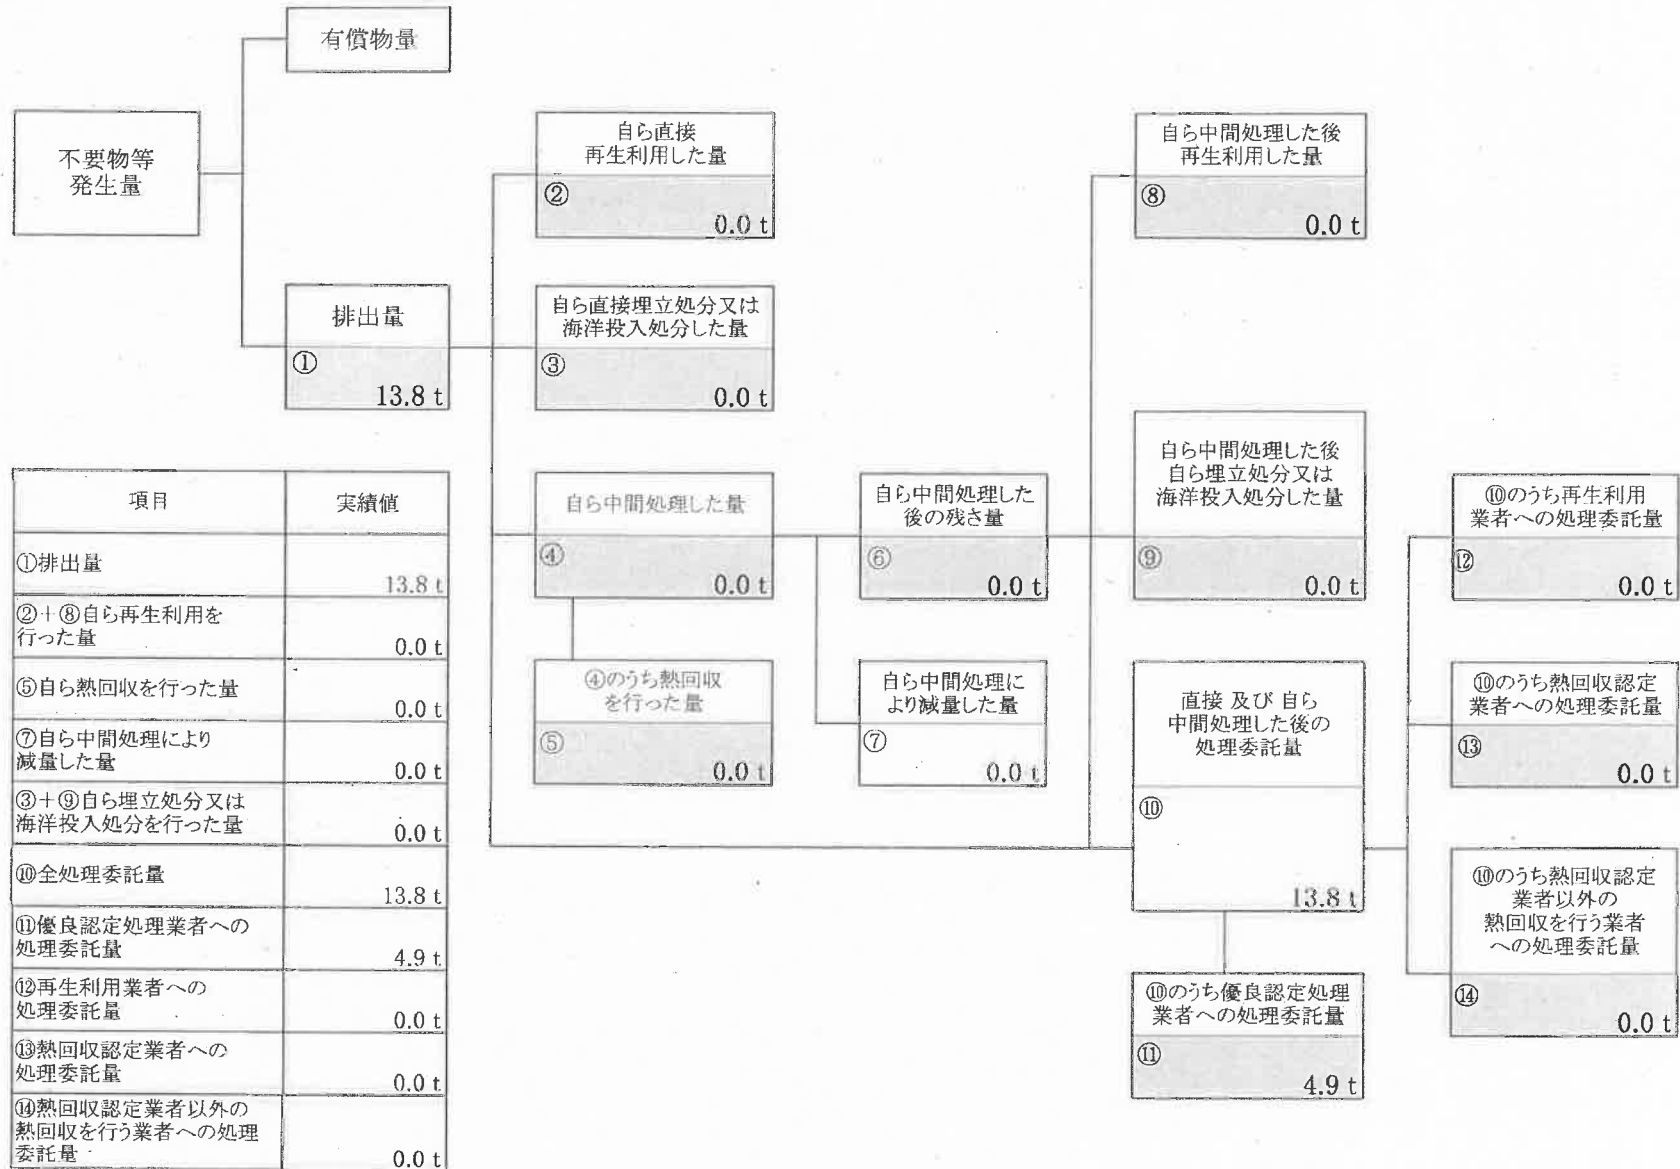 有償物量
不要物等
発生量
排出量
①
13.8 t
自ら直接
再生利用した量
②
0.0 t
自ら直接埋立処分又は
海洋投入処分した量
③
0.0 t
自ら中間処理した量
④
0.0 t
④のうち熱回収
を行った量
⑤
0.0 t
自ら中間処理した
後の残さ量
⑥
0.0 t
自ら中間処理に
より減量した量
⑦
0.0 t
自ら中間処理した後
再生利用した量
⑧
0.0 t
自ら中間処理した後
自ら埋立処分又は
海洋投入処分した量
⑨
0.0 t
直接 及び 自ら
中間処理した後の
処理委託量
⑩
13.8 t
⑩のうち優良認定処理
業者への処理委託量
⑪
4.9 t
⑩のうち再生利用
業者への処理委託量
⑫
0.0 t
⑩のうち熱回収認定
業者への処理委託量
⑬
0.0 t
⑩のうち熱回収認定
業者以外の
熱回収を行う業者
への処理委託量
⑭
0.0 t
項目 実績値
①排出量
13.8 t
②+⑧自ら再生利用を
行った量
0.0 t
⑤自ら熱回収を行った量
0.0 t
⑦自ら中間処理により
減量した量
0.0 t
③+⑨自ら埋立処分又は
海洋投入処分を行った量
0.0 t
⑩全処理委託量
13.8 t
⑪優良認定処理業者への
処理委託量
4.9 t
⑫再生利用業者への
処理委託量
0.0 t
⑬熱回収認定業者への
処理委託量
0.0 t
⑭熱回収認定業者以外の
熱回収を行う業者への処理
委託量
0.0 t